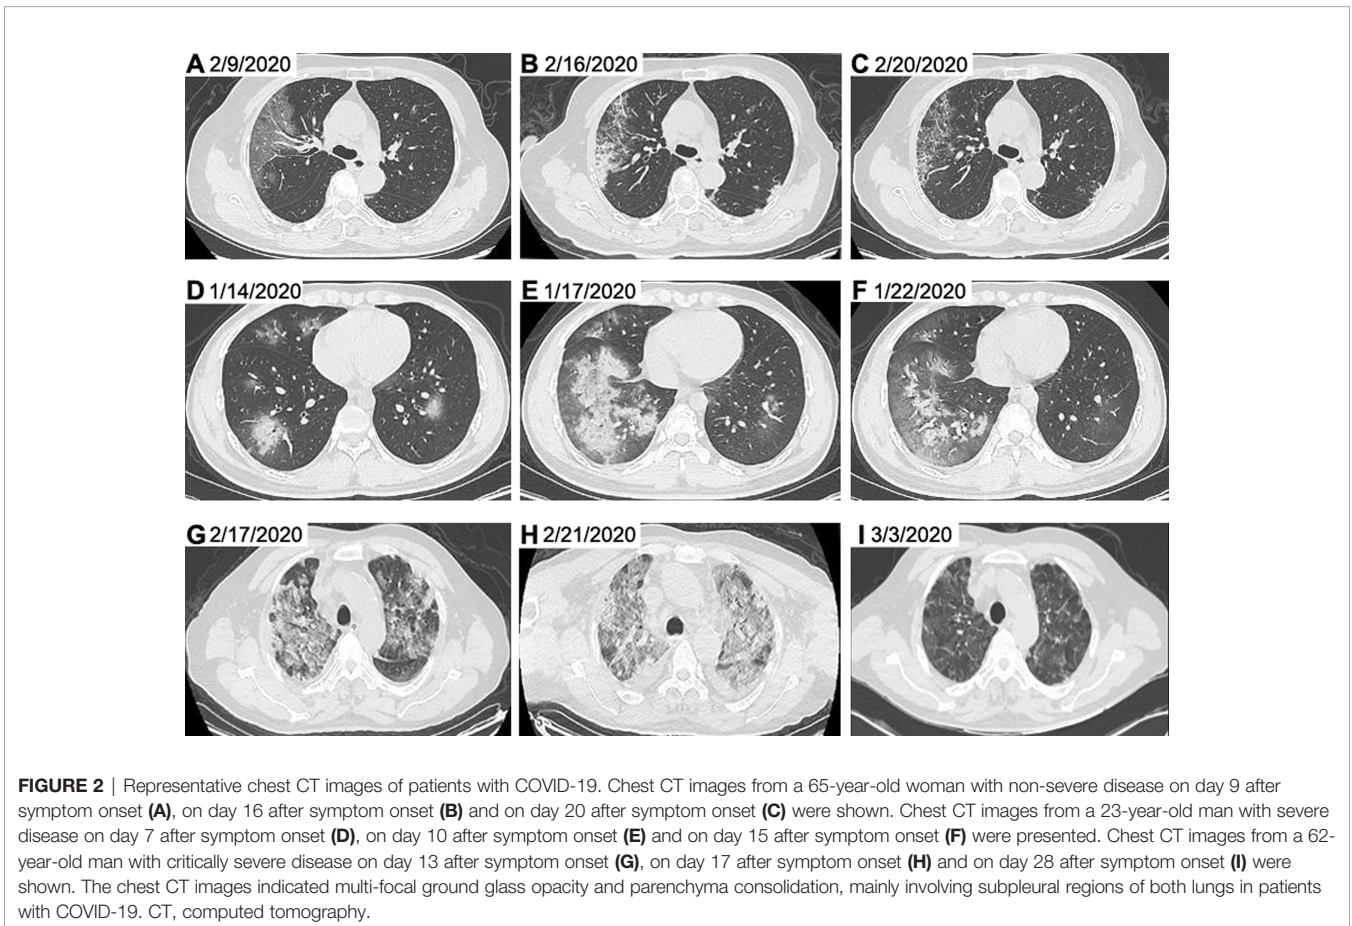 A 2/9/2020
B 2/16/2020
C 2/20/2020
D 1/14/2020
E 1/17/2020
F 1/22/2020
G 2/17/2020
H 2/21/2020
I 3/3/2020
FIGURE 2 | Representative chest CT images of patients with COVID-19. Chest CT images from a 65-year-old woman with non-severe disease on day 9 after
symptom onset (A), on day 16 after symptom onset (B) and on day 20 after symptom onset (C) were shown. Chest CT images from a 23-year-old man with severe
disease on day 7 after symptom onset (D), on day 10 after symptom onset (E) and on day 15 after symptom onset (F) were presented. Chest CT images from a 62-
year-old man with critically severe disease on day 13 after symptom onset (G), on day 17 after symptom onset (H) and on day 28 after symptom onset (I) were
shown. The chest CT images indicated multi-focal ground glass opacity and parenchyma consolidation, mainly involving subpleural regions of both lungs in patients
with COVID-19. CT, computed tomography.